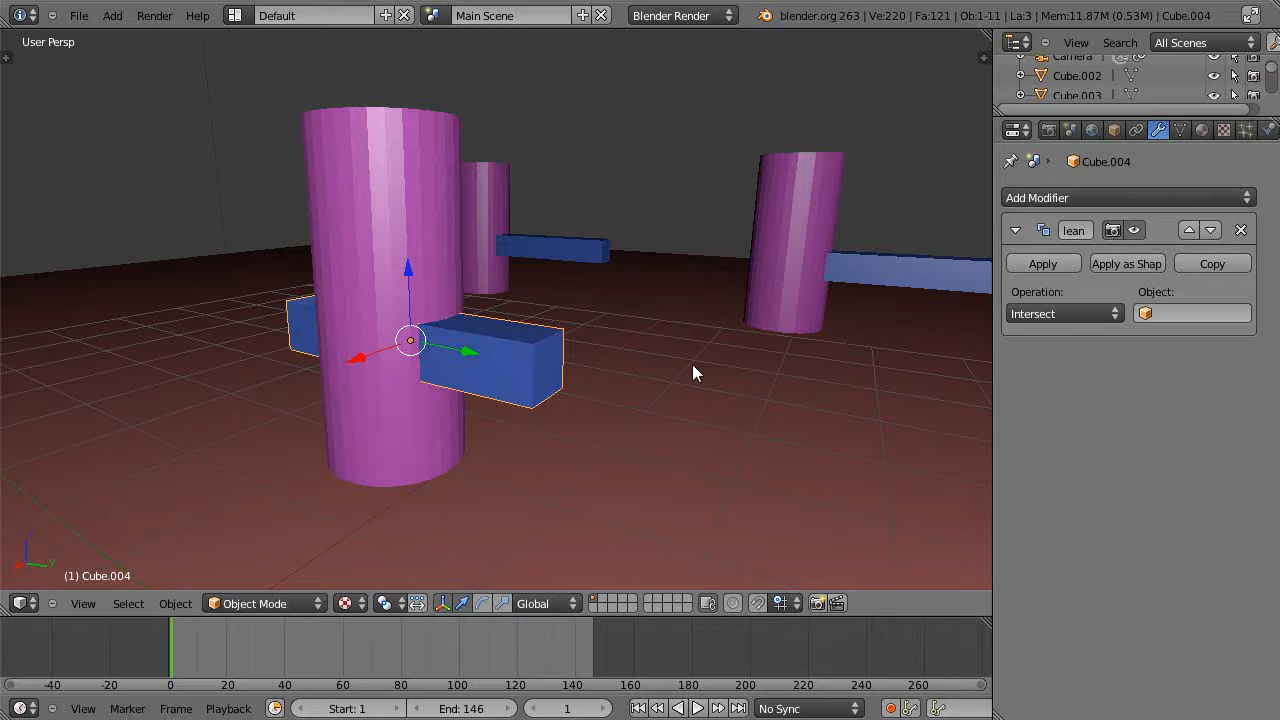 File Add Render Help Default Main Scene Blender Render blender.org 263 | Ve:220 | Fa:121 | Ob:1-11 | La:3 | Mem:11.87M (0.53M) | Cube.004
User Persp
View Search All Scenes
Camera
Cube.002
Cube.003
Cube.004
Add Modifier
lean
Apply Apply as Shap Copy
Operation: Object:
Intersect
z
y
(1) Cube.004
View Select Object Object Mode Global
-40 -20 0 20 40 60 80 100 120 140 160 180 200 220 240 260
View Marker Frame Playback Start: 1 End: 146 1 No Sync